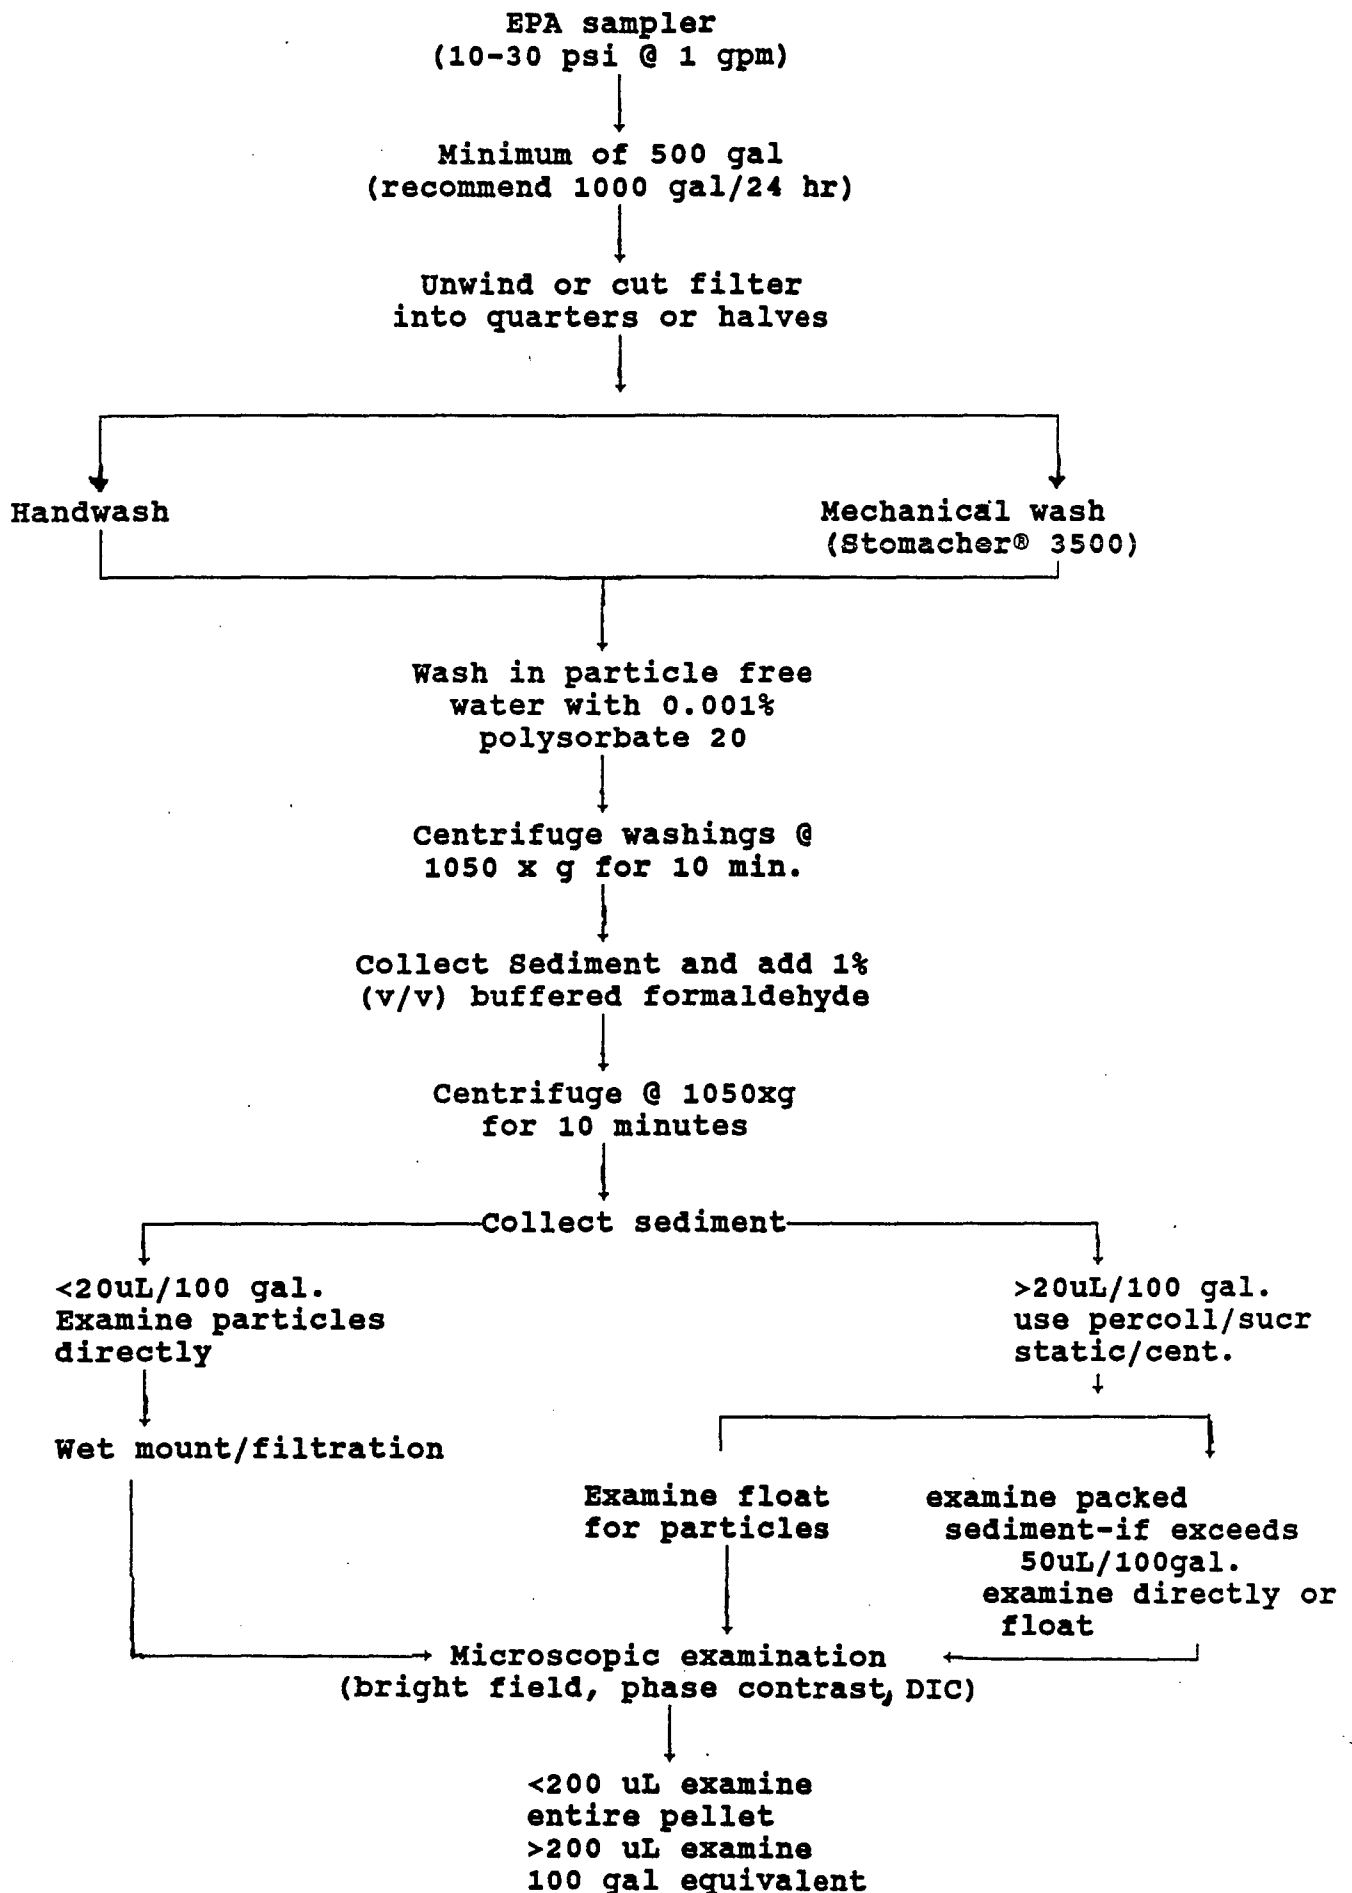 EPA sampler
(10-30 psi @ 1 gpm)
Minimum of 500 gal
(recommend 1000 gal/24 hr)
Unwind or cut filter
into quarters or halves
Handwash
Mechanical wash
(Stomacher® 3500)
Wash in particle free
water with 0.001%
polysorbate 20
Centrifuge washings @
1050 x g for 10 min.
Collect Sediment and add 1%
(v/v) buffered formaldehyde
Centrifuge @ 1050xg
for 10 minutes
Collect sediment
<20uL/100 gal.
Examine particles
directly
>20uL/100 gal.
use percoll/sucr
static/cent.
Wet mount/filtration
Examine float
for particles
examine packed
sediment-if exceeds
50uL/100gal.
examine directly or
float
Microscopic examination
(bright field, phase contrast, DIC)
<200 uL examine
entire pellet
>200 uL examine
100 gal equivalent